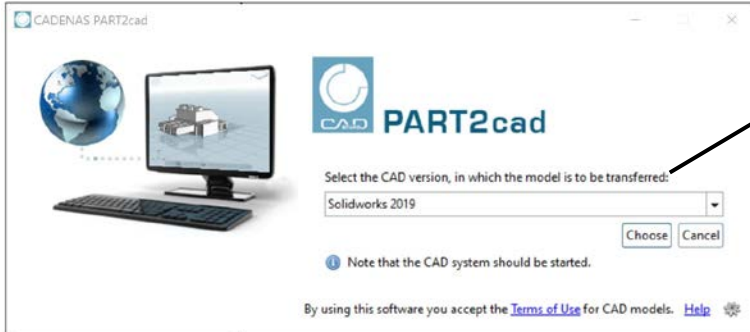 CADENAS PART2cad
CAD
PART2cad
Select the CAD version, in which the model is to be transferred:
Solidworks 2019
Choose Cancel
Note that the CAD system should be started.
By using this software you accept the Terms of Use for CAD models. Help